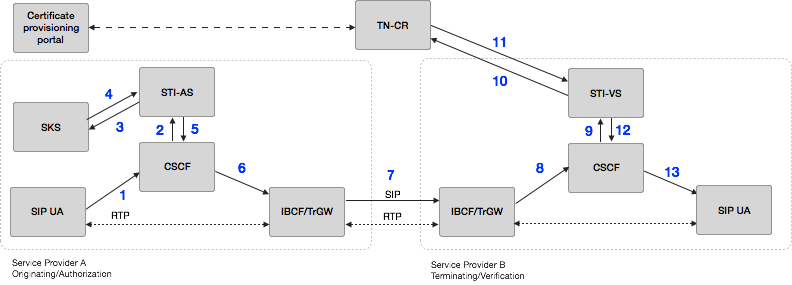 Certificate
provisioning
portal
TN-CR
11
10
4
3
STI-AS
STI-VS
SKS
2
5
9
12
CSCF
6
7
8
CSCF
13
1
SIP UA
RTP
IBCF/TrGW
SIP
RTP
IBCF/TrGW
SIP UA
Service Provider A
Originating/Authorization
Service Provider B
Terminating/Verification